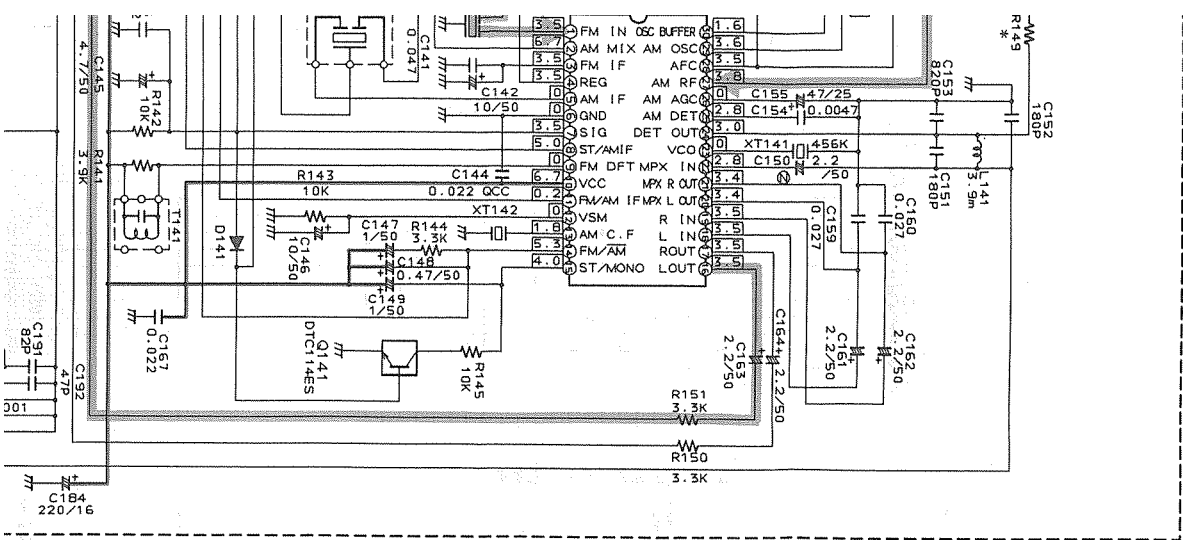 3.5 FM IN OSC BUFFER 1.6
6.7 AM MIX AM OSC 3.6
3.5 FM IF AFC 3.5
3.5 REG AM RF 3.8
0 AM IF AM AGC 0
0 GND AM DET 2.8
3.5 SIG DET OUT 3.0
5.0 ST/AMIF VCO 0
0 FM DFT MPX IN 2.8
6.7 VCC MPX R OUT 3.4
0.2 FM/AM IF MPX L OUT 3.4
0 VSM R IN 3.5
1.8 AM C.F L IN 3.5
5.3 FM/AM ROUT 3.5
4.0 ST/MONO LOUT 3.5
C141
0.047
C142
10/50
C144
0.022 QCC
XT142
R149
*
C153
820P
C152
180P
C155 47/25
C154 0.0047
XT141 456K
C150 2.2
/50
N
C151
180P
L141
3.9m
C159
0.027
C160
0.027
C145
4.7/50
R142
10K
R141
3.9K
T141
R143
10K
D141
C146
10/50
C147
1/50
R144
3.3K
C148
0.47/50
C149
1/50
C167
0.022
Q141
DTC114ES
R145
10K
C191
82P
C192
47P
001
C163
2.2/50
C164
2.2/50
C161
2.2/50
C162
2.2/50
R151
3.3K
R150
3.3K
C184
220/16